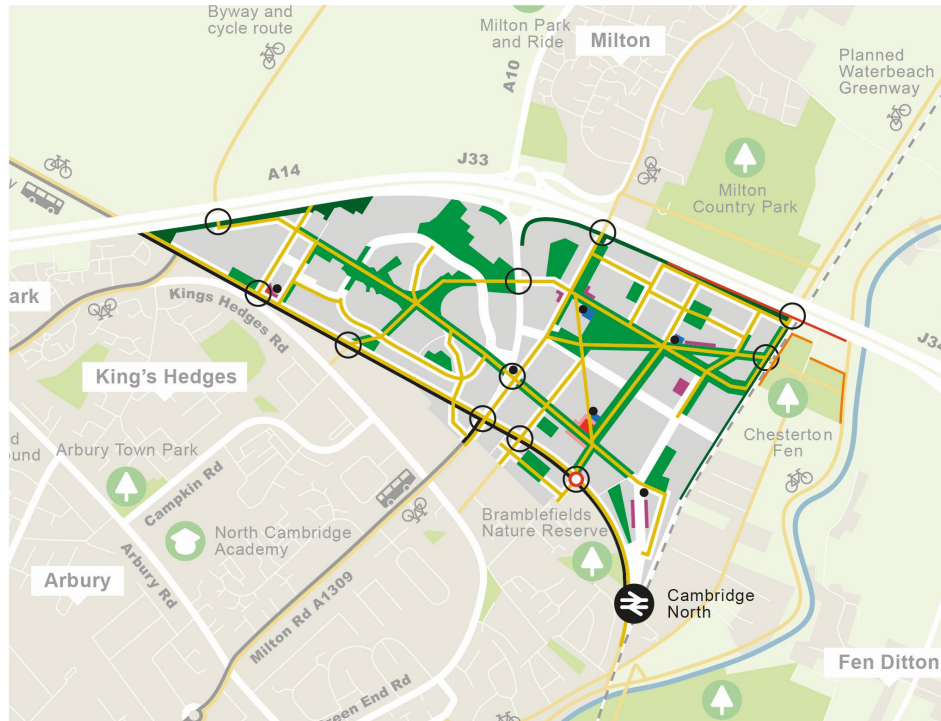 Byway and
cycle route
Milton Park
and Ride
Milton
Planned
Waterbeach
Greenway
A10
J33
A14
Milton
Country Park
ark
Kings Hedges Rd
J34
King's Hedges
Chesterton
Fen
Arbury Town Park
Campkin Rd
North Cambridge
Academy
Bramblefields
Nature Reserve
Arbury
Arbury Rd
Milton Rd A1309
Cambridge
North
Fen Ditton
een End Rd